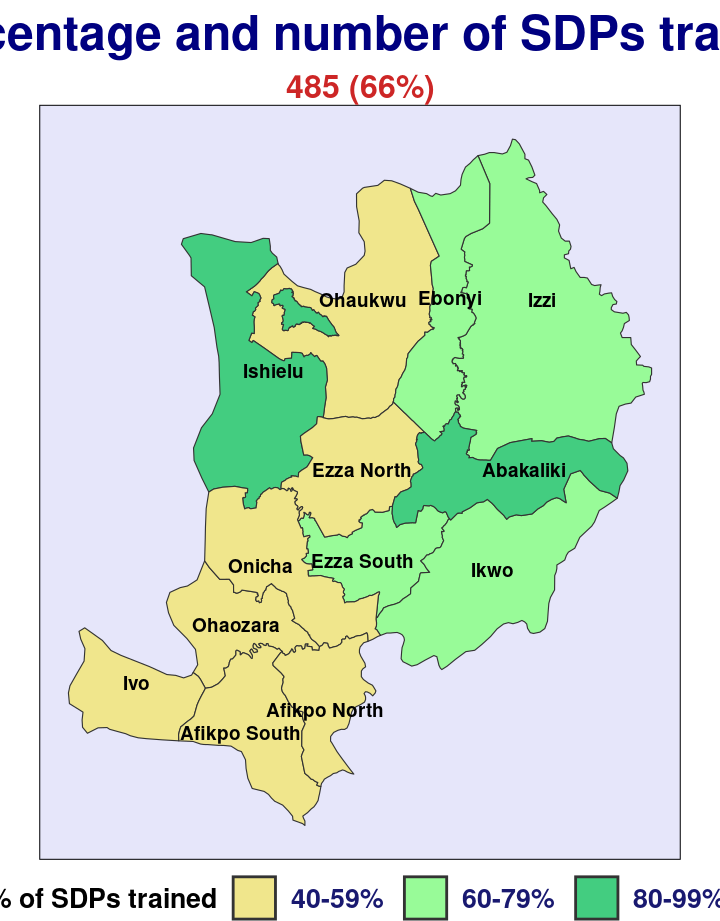 centage and number of SDPs tra
485 (66%)
Ohaukwu
Ebonyi
Izzi
Ishielu
Ezza North
Abakaliki
Onicha
Ezza South
Ikwo
Ohaozara
Ivo
Afikpo North
Afikpo South
% of SDPs trained
40-59%
60-79%
80-99%